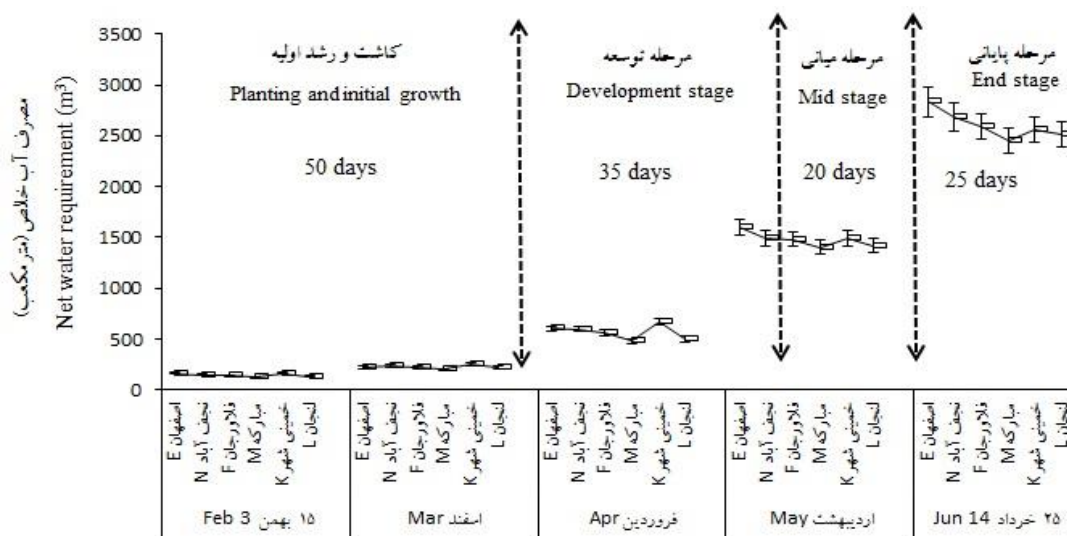 مصرف آب خالص (متر مکعب)
Net water requirement (m³)
3500
3000
2500
2000
1500
1000
500
0
کاشت و رشد اولیه
Planting and initial growth
50 days
مرحله توسعه
Development stage
35 days
مرحله میانی
Mid stage
20 days
مرحله پایانی
End stage
25 days
اصفهان E
نجف آباد N
فلاورجان F
مبارکه M
خمینی شهر K
لنجان L
اصفهان E
نجف آباد N
فلاورجان F
مبارکه M
خمینی شهر K
لنجان L
اصفهان E
نجف آباد N
فلاورجان F
مبارکه M
خمینی شهر K
لنجان L
اصفهان E
نجف آباد N
فلاورجان F
مبارکه M
خمینی شهر K
لنجان L
اصفهان E
نجف آباد N
فلاورجان F
مبارکه M
خمینی شهر K
لنجان L
۱۵ بهمن Feb 3
اسفند Mar
فروردین Apr
اردیبهشت May
۲۵ خرداد Jun 14